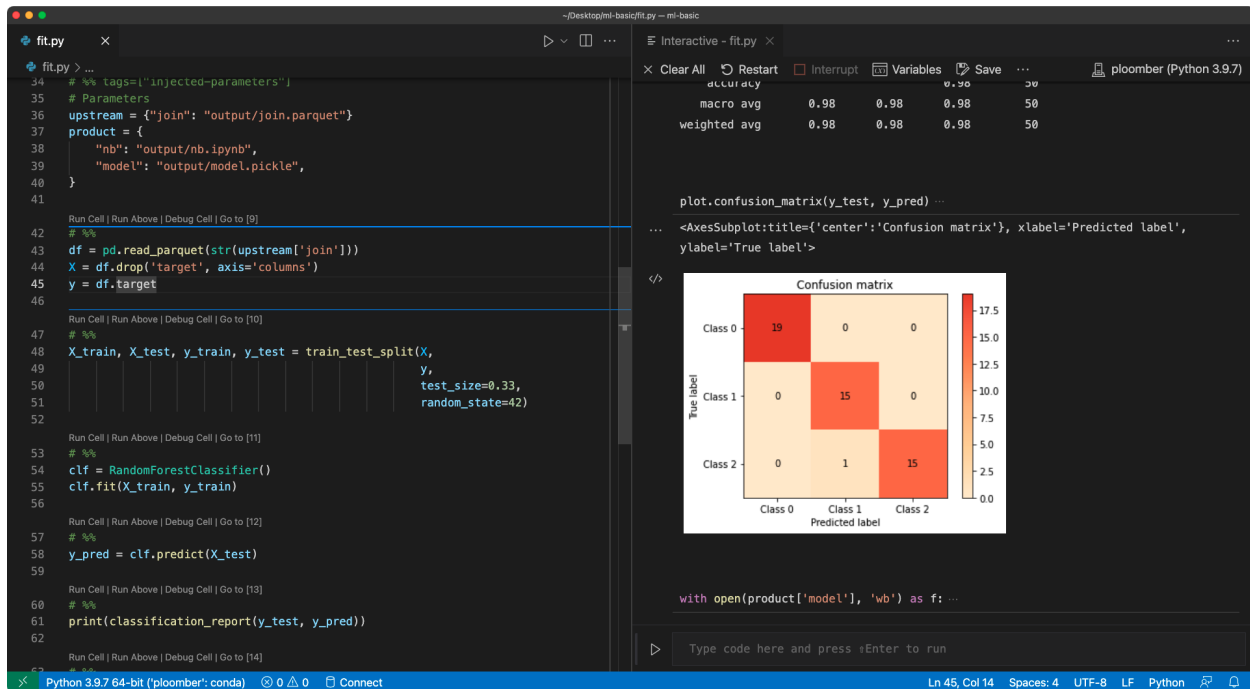 ~/Desktop/ml-basic/fit.py — ml-basic
fit.py
fit.py > ...
34 # %% tags=["injected-parameters"]
35 # Parameters
36 upstream = {"join": "output/join.parquet"}
37 product = {
38 "nb": "output/nb.ipynb",
39 "model": "output/model.pickle",
40 }
41
Run Cell | Run Above | Debug Cell | Go to [9]
42 # %%
43 df = pd.read_parquet(str(upstream['join']))
44 X = df.drop('target', axis='columns')
45 y = df.target
46
Run Cell | Run Above | Debug Cell | Go to [10]
47 # %%
48 X_train, X_test, y_train, y_test = train_test_split(X,
49 y,
50 test_size=0.33,
51 random_state=42)
52
Run Cell | Run Above | Debug Cell | Go to [11]
53 # %%
54 clf = RandomForestClassifier()
55 clf.fit(X_train, y_train)
56
Run Cell | Run Above | Debug Cell | Go to [12]
57 # %%
58 y_pred = clf.predict(X_test)
59
Run Cell | Run Above | Debug Cell | Go to [13]
60 # %%
61 print(classification_report(y_test, y_pred))
62
Run Cell | Run Above | Debug Cell | Go to [14]
63 # %%
Interactive - fit.py
Clear All Restart Interrupt Variables Save ... ploomber (Python 3.9.7)
accuracy 0.98 50
macro avg 0.98 0.98 0.98 50
weighted avg 0.98 0.98 0.98 50
plot.confusion_matrix(y_test, y_pred) ...
<AxesSubplot:title={'center':'Confusion matrix'}, xlabel='Predicted label',
ylabel='True label'>
Confusion matrix
True label
Class 0 19 0 0
Class 1 0 15 0
Class 2 0 1 15
Class 0 Class 1 Class 2
Predicted label
17.5
15.0
12.5
10.0
7.5
5.0
2.5
0.0
with open(product['model'], 'wb') as f: ...
Type code here and press ⇧Enter to run
Python 3.9.7 64-bit ('ploomber': conda) 0 0 Connect Ln 45, Col 14 Spaces: 4 UTF-8 LF Python